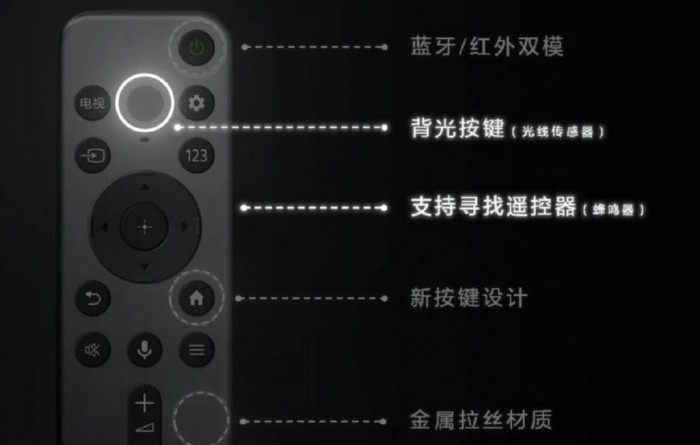 蓝牙/红外双模
电视
背光按键(光线传感器)
123
支持寻找遥控器(蜂鸣器)
新按键设计
金属拉丝材质